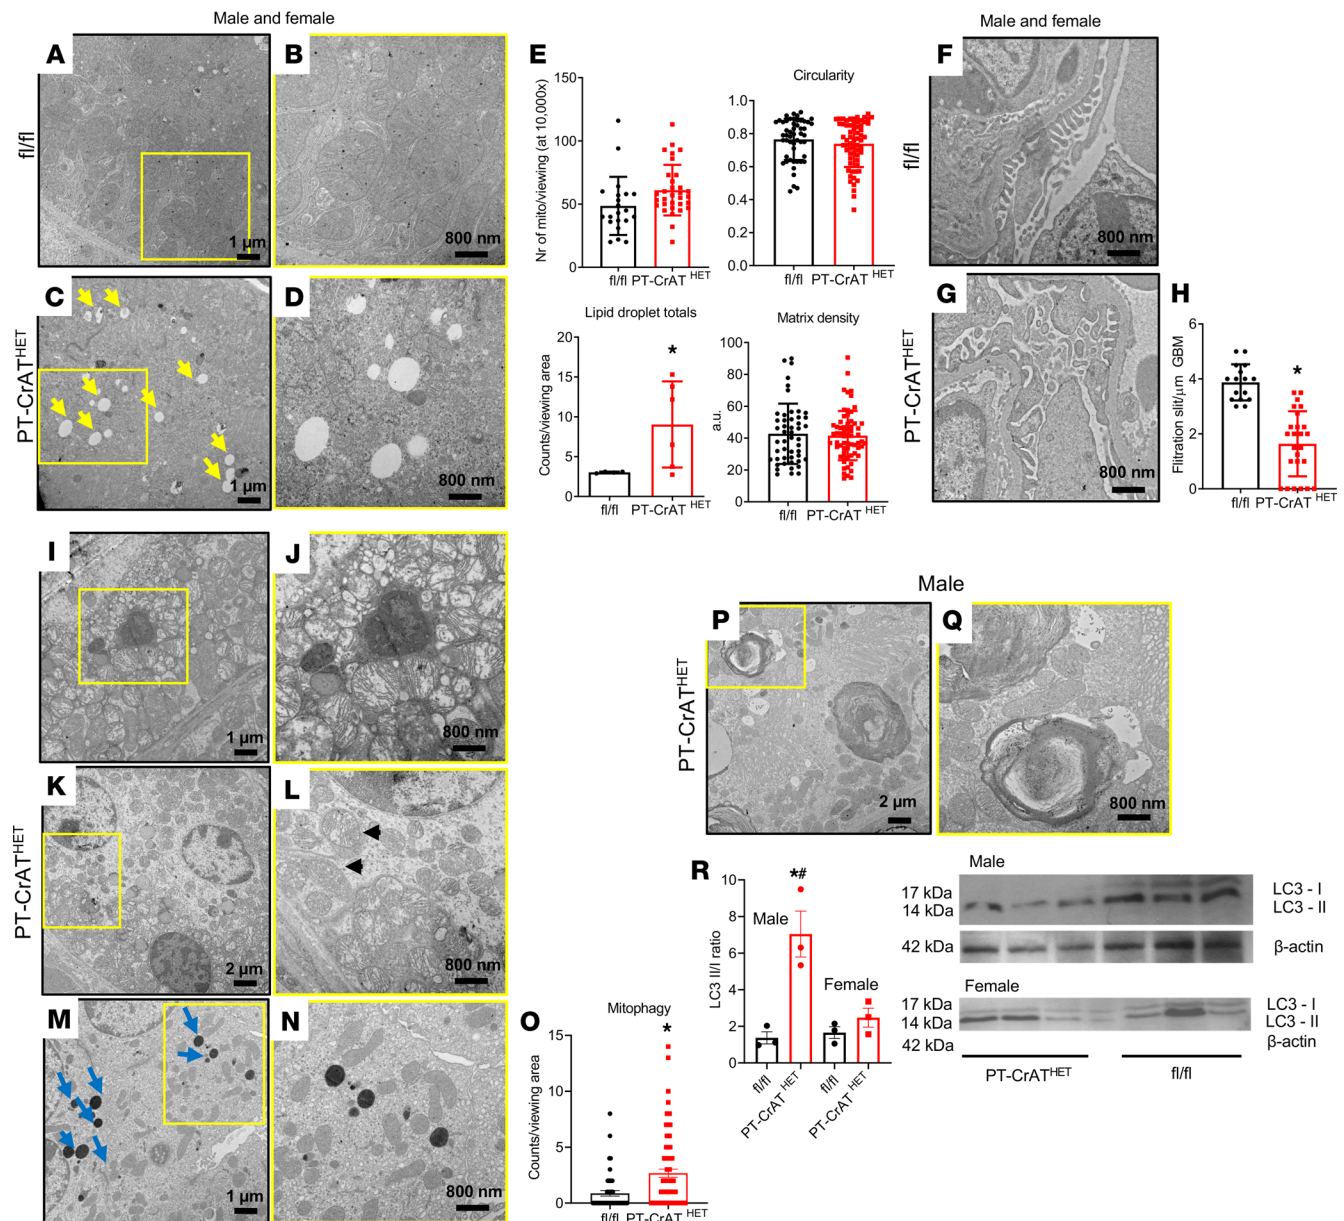 Male and female
A
fl/fl
1 µm
B
800 nm
C
PT-CrATHET
1 µm
D
800 nm
E
Nr of mito/viewing (at 10,000x)
150
100
50
0
fl/fl PT-CrAT HET
Circularity
1.0
0.8
0.6
0.4
0.2
0.0
fl/fl PT-CrAT HET
Lipid droplet totals
Counts/viewing area
20
15
10
5
0
*
fl/fl PT-CrAT HET
Matrix density
a.u.
100
80
60
40
20
0
fl/fl PT-CrAT HET
Male and female
F
fl/fl
800 nm
G
PT-CrATHET
800 nm
H
Flitration slit/µm GBM
6
4
2
0
*
fl/fl PT-CrAT HET
I
1 µm
J
800 nm
PT-CrATHET
K
2 µm
L
800 nm
M
1 µm
N
800 nm
O
Mitophagy
Counts/viewing area
15
10
5
0
*
fl/fl PT-CrAT HET
Male
P
PT-CrATHET
2 µm
Q
800 nm
R
LC3 II/I ratio
10
8
6
4
2
0
Male
*#
Female
fl/fl
PT-CrAT HET
fl/fl
PT-CrAT HET
Male
17 kDa
LC3 - I
14 kDa
LC3 - II
42 kDa
β-actin
Female
17 kDa
LC3 - I
14 kDa
LC3 - II
42 kDa
β-actin
PT-CrATHET
fl/fl